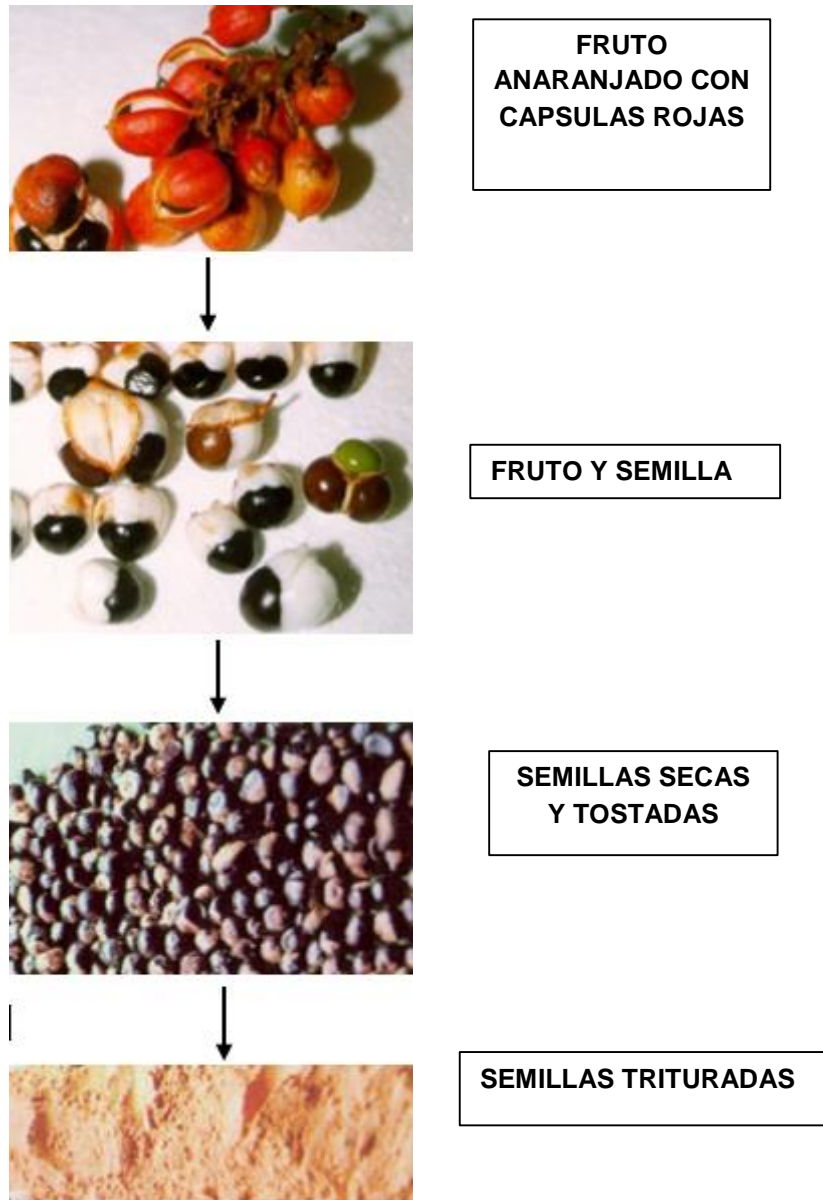 FRUTO
ANARANJADO CON
CAPSULAS ROJAS
FRUTO Y SEMILLA
SEMILLAS SECAS
Y TOSTADAS
SEMILLAS TRITURADAS